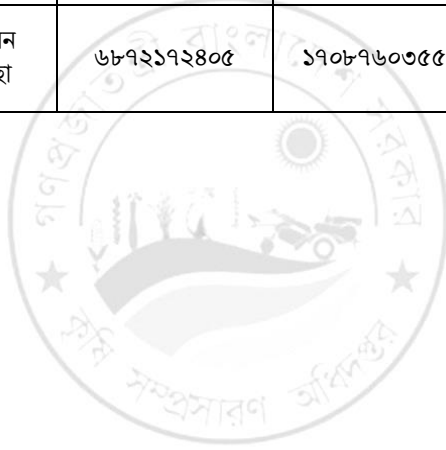 ন
হা ৬৮৭২১৭২৪০৫ ১৭০৮৭৬০৩৫৫
গণপ্রজাতন্ত্রী বাংলাদেশ সরকার
কৃষি সম্প্রসারণ অধিদপ্তর